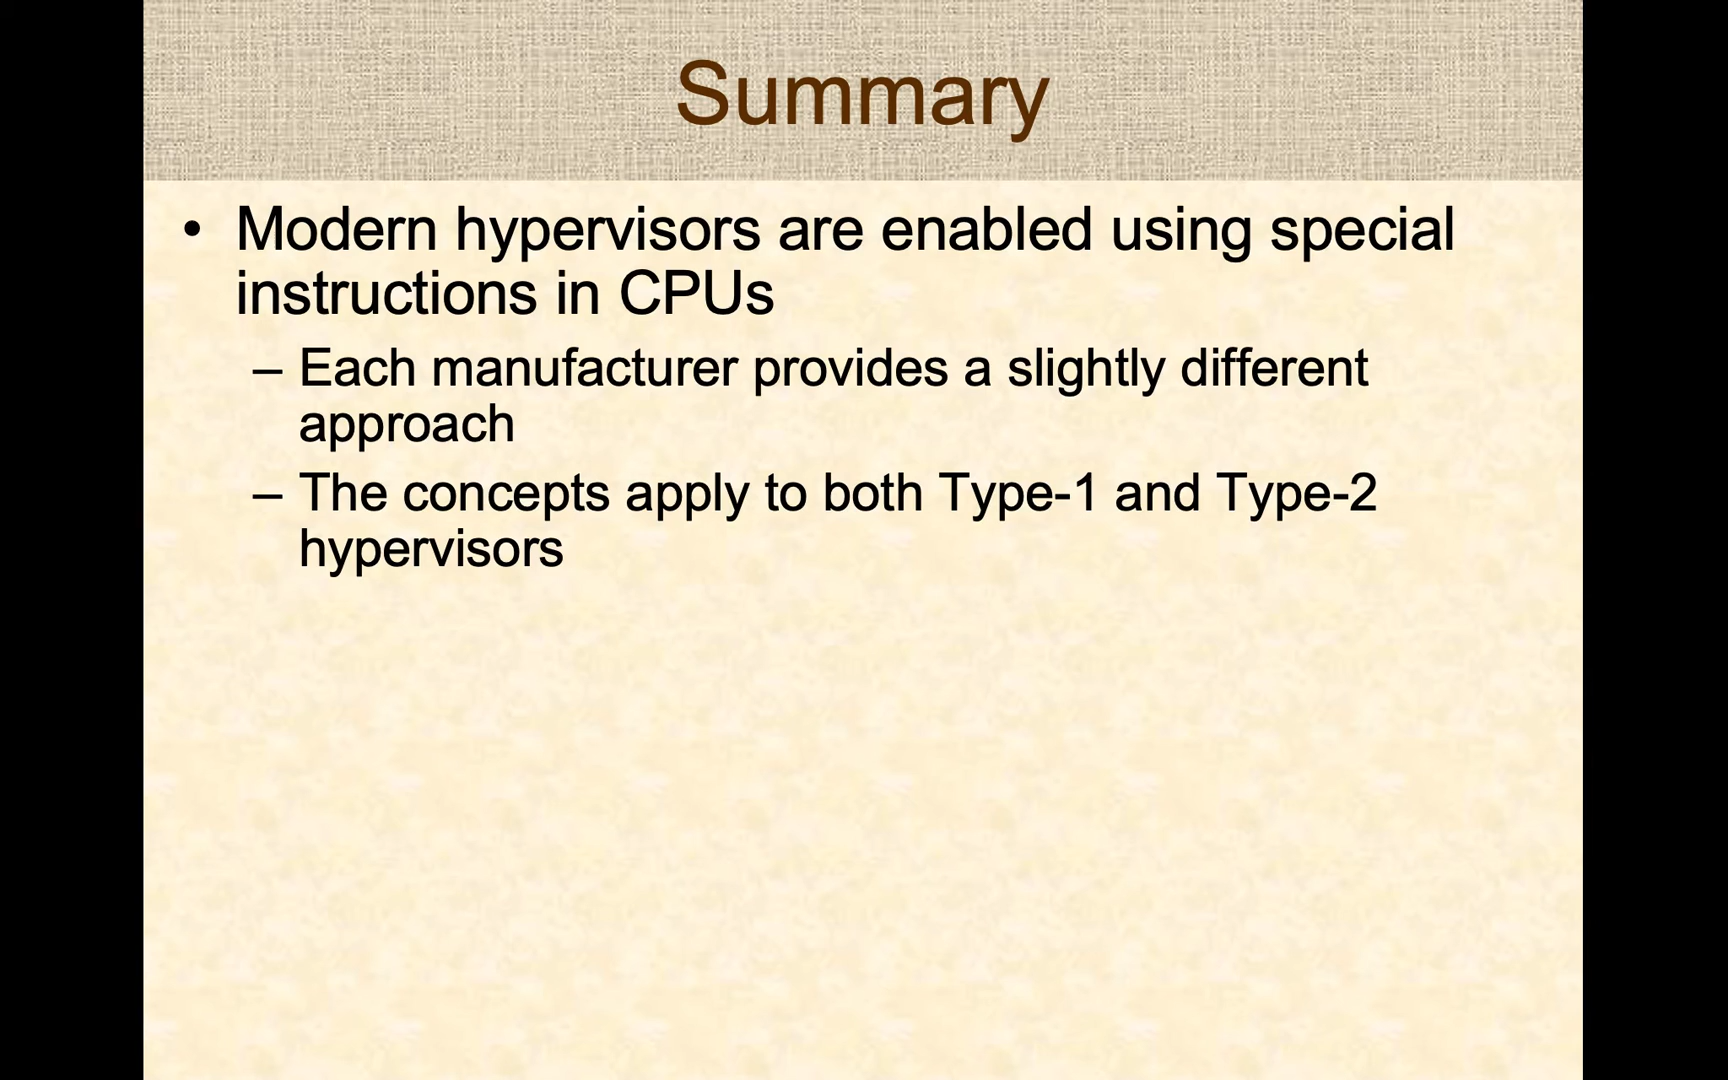 Summary
• Modern hypervisors are enabled using special
instructions in CPUs
– Each manufacturer provides a slightly different
approach
– The concepts apply to both Type-1 and Type-2
hypervisors